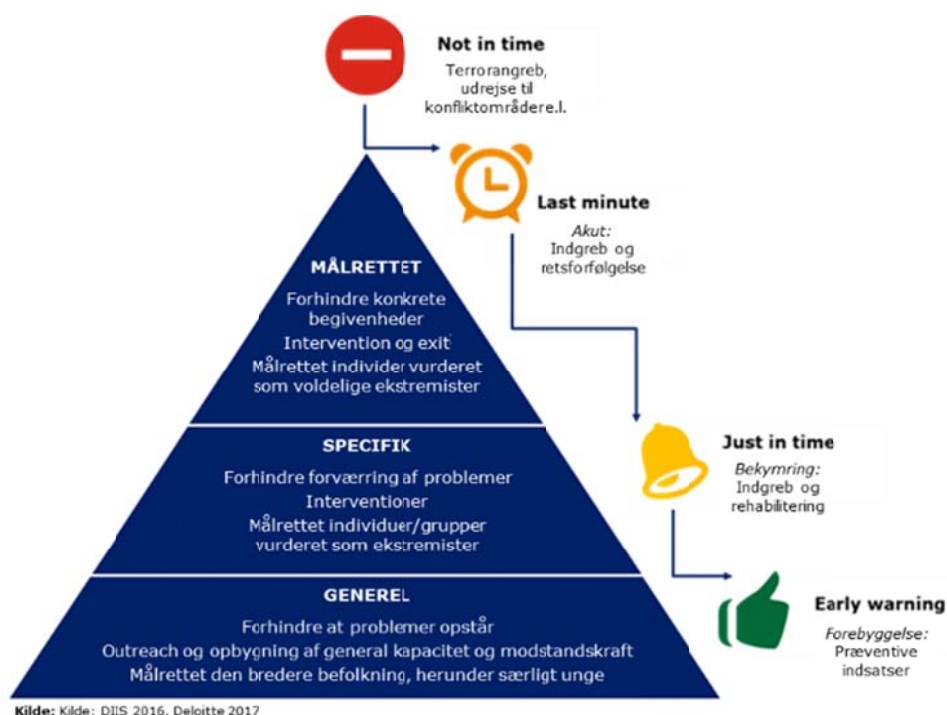 Not in time
Terrorangreb,
udrejse til
konfliktområdere.l.
Last minute
Akut:
Indgreb og
retsforfølgelse
MÅLRETTET
Forhindre konkrete
begivenheder
Intervention og exit
Målrettet individer vurderet
som voldelige ekstremister
Just in time
Bekymring:
Indgreb og
rehabilitering
SPECIFIK
Forhindre forværring af problemer
Interventioner
Målrettet individuer/grupper
vurderet som ekstremister
Early warning
Forebyggelse:
Præventive
indsatser
GENEREL
Forhindre at problemer opstår
Outreach og opbygning af general kapacitet og modstandskraft
Målrettet den bredere befolkning, herunder særligt unge
Kilde: Kilde: DIIS 2016, Deloitte 2017